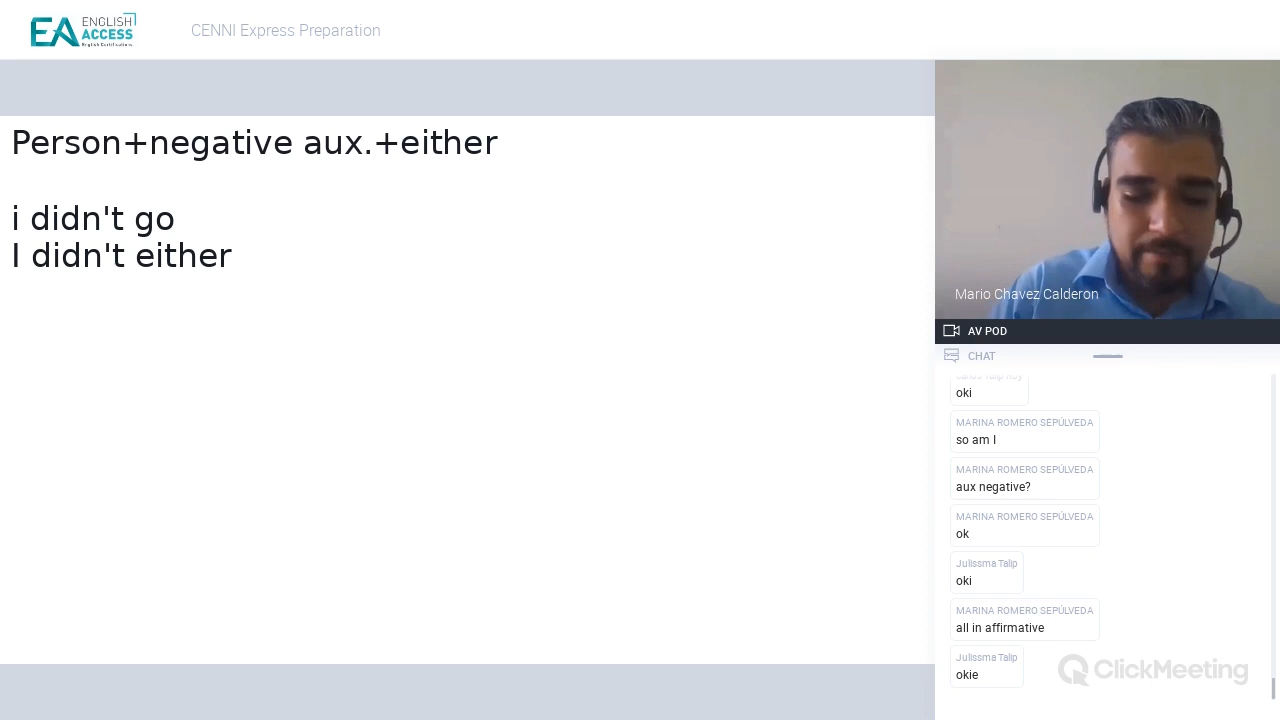 ENGLISH
ACCESS
English Certifications
CENNI Express Preparation
Person+negative aux.+either
i didn't go
I didn't either
Mario Chavez Calderon
AV POD
CHAT
oki
MARINA ROMERO SEPÚLVEDA
so am I
MARINA ROMERO SEPÚLVEDA
aux negative?
MARINA ROMERO SEPÚLVEDA
ok
Julissma Talip
oki
MARINA ROMERO SEPÚLVEDA
all in affirmative
Julissma Talip
okie
ClickMeeting